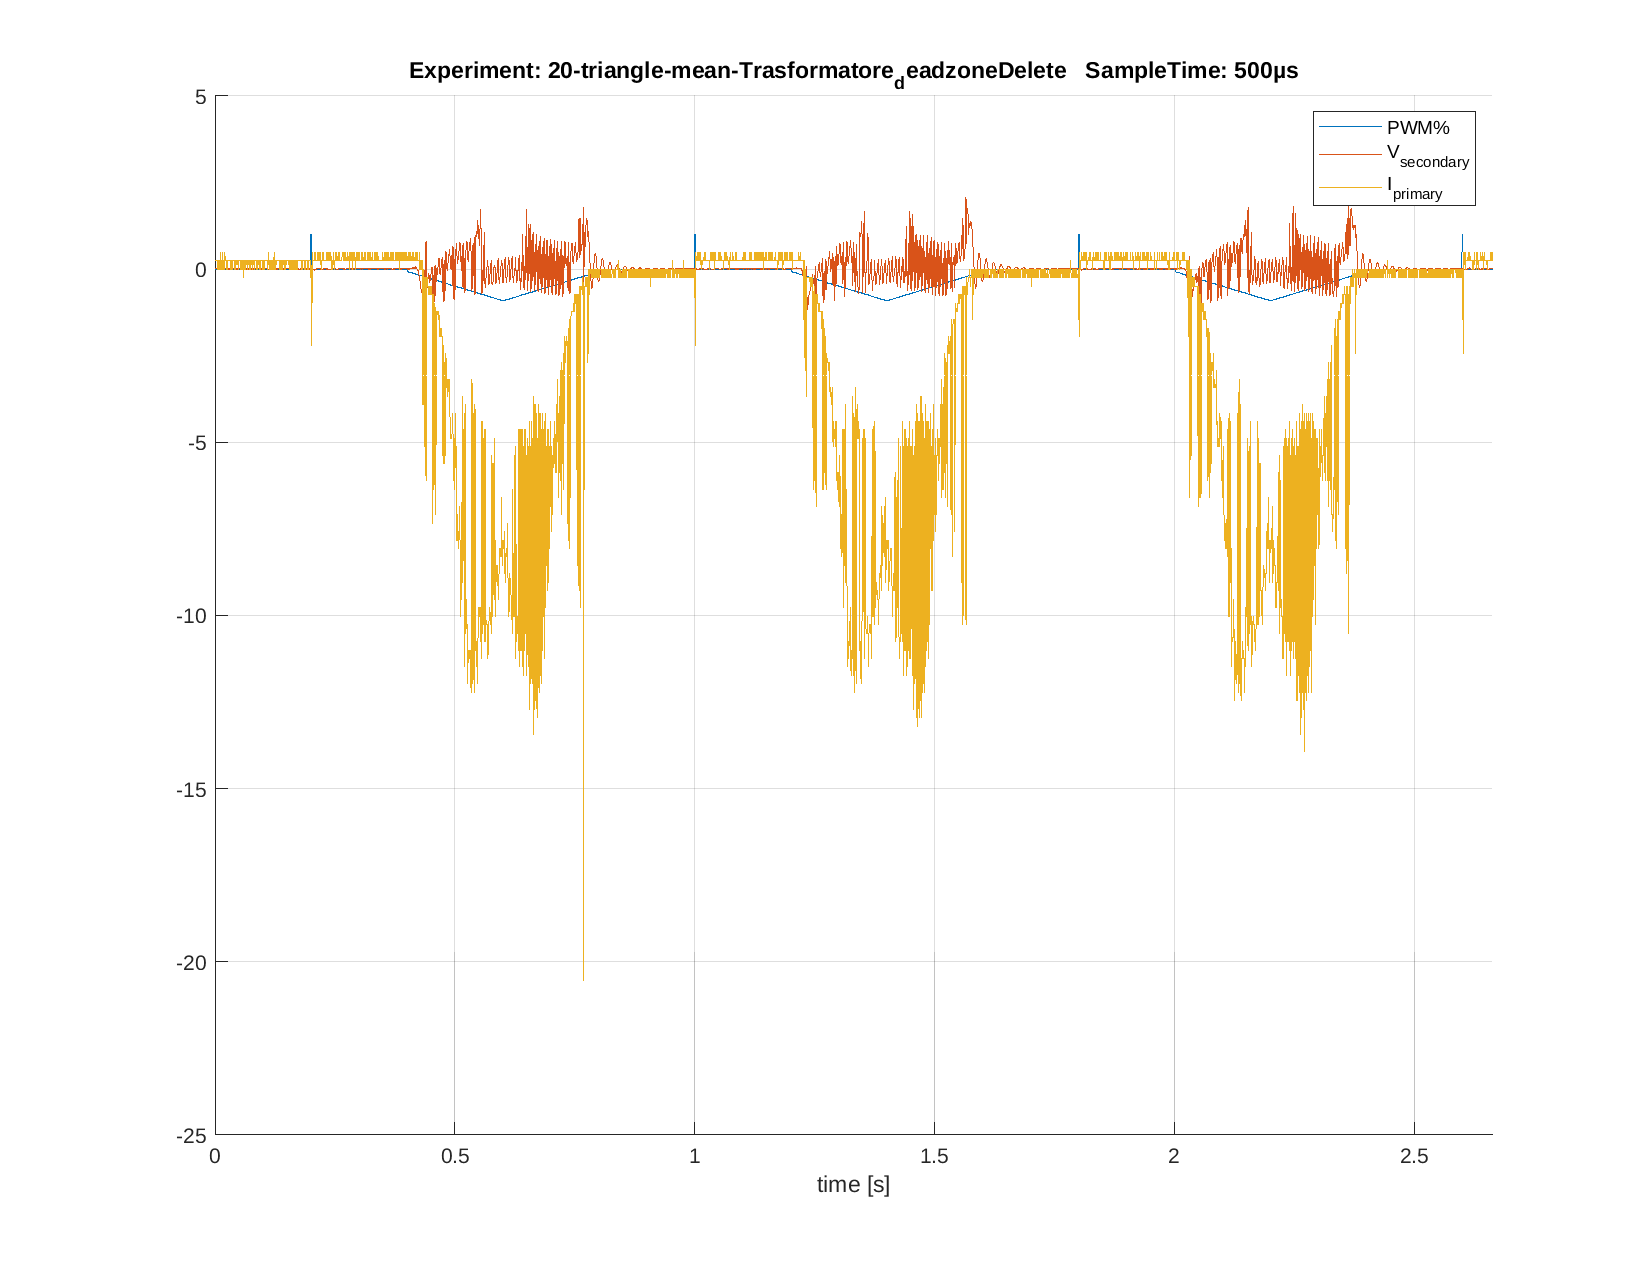 Experiment: 20-triangle-mean-Trasformatore_deadzoneDelete SampleTime: 500µs
PWM%
V_secondary
I_primary
5
0
-5
-10
-15
-20
-25
0 0.5 1 1.5 2 2.5
time [s]